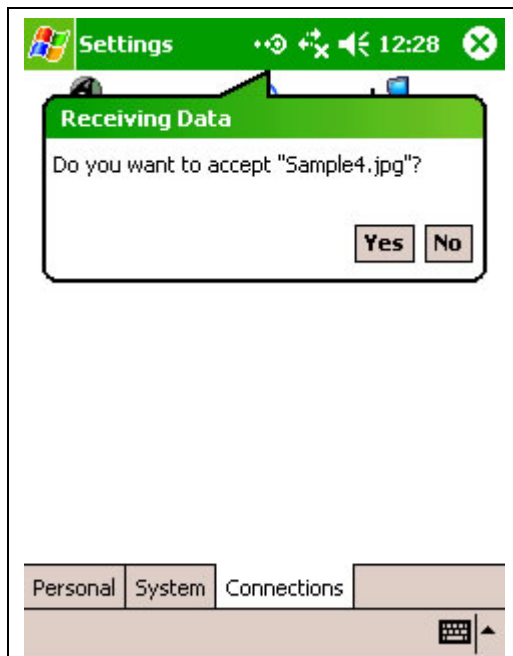 Settings 12:28
Receiving Data
Do you want to accept "Sample4.jpg"?
Yes No
Personal System Connections